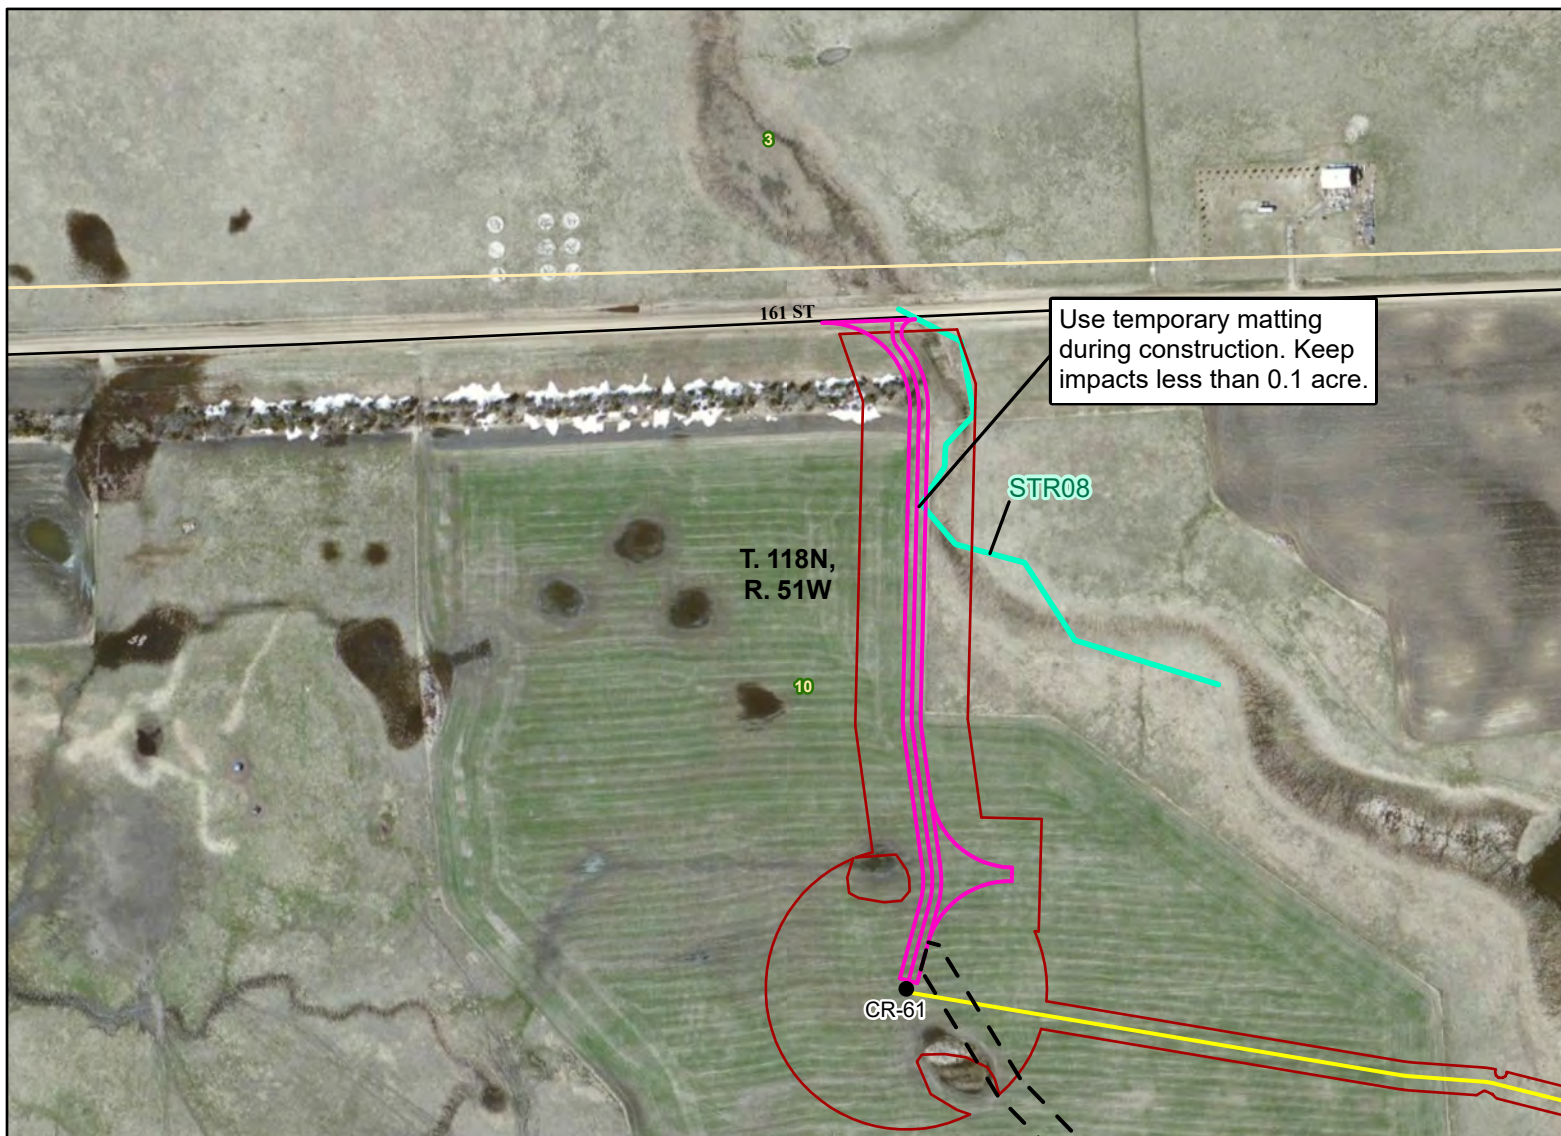 3
161 ST
Use temporary matting
during construction. Keep
impacts less than 0.1 acre.
STR08
T. 118N,
R. 51W
10
CR-61